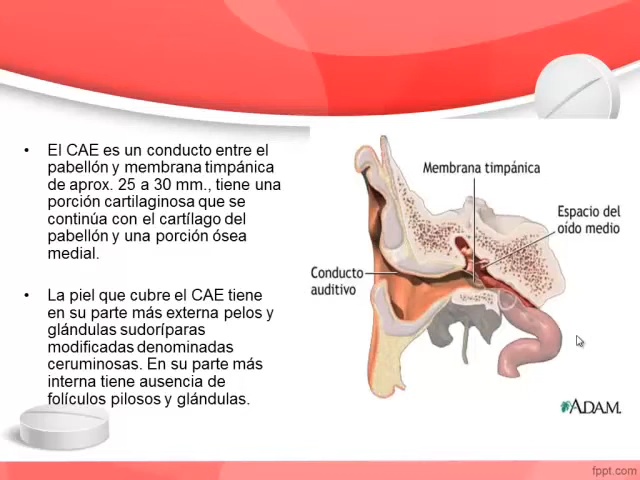 • El CAE es un conducto entre el
pabellón y membrana timpánica
de aprox. 25 a 30 mm., tiene una
porción cartilaginosa que se
continúa con el cartílago del
pabellón y una porción ósea
medial.
• La piel que cubre el CAE tiene
en su parte más externa pelos y
glándulas sudoríparas
modificadas denominadas
ceruminosas. En su parte más
interna tiene ausencia de
folículos pilosos y glándulas.
Membrana timpánica
Espacio del
oído medio
Conducto
auditivo
ADAM.
fppt.com